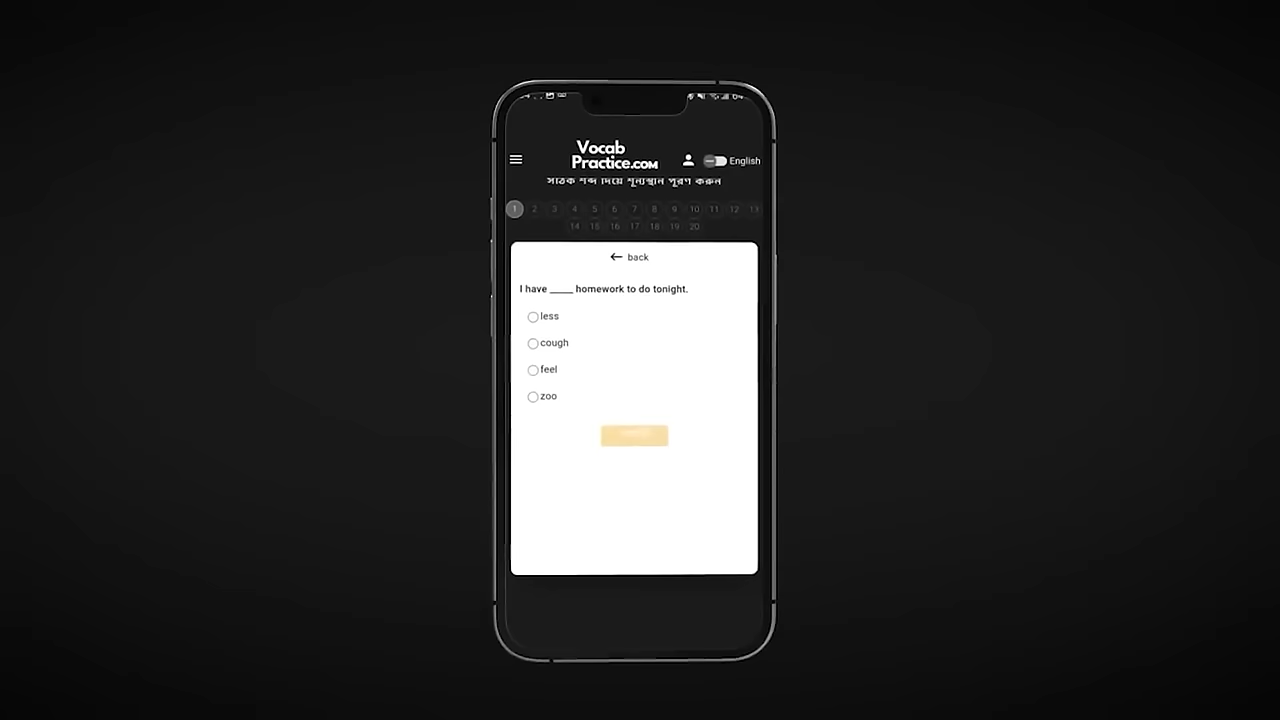 Vocab
Practice.com
English
সঠিক শব্দ দিয়ে শূন্যস্থান পূরণ করুন
1 2 3 4 5 6 7 8 9 10 11 12 13
14 15 16 17 18 19 20
← back
I have _____ homework to do tonight.
less
cough
feel
zoo